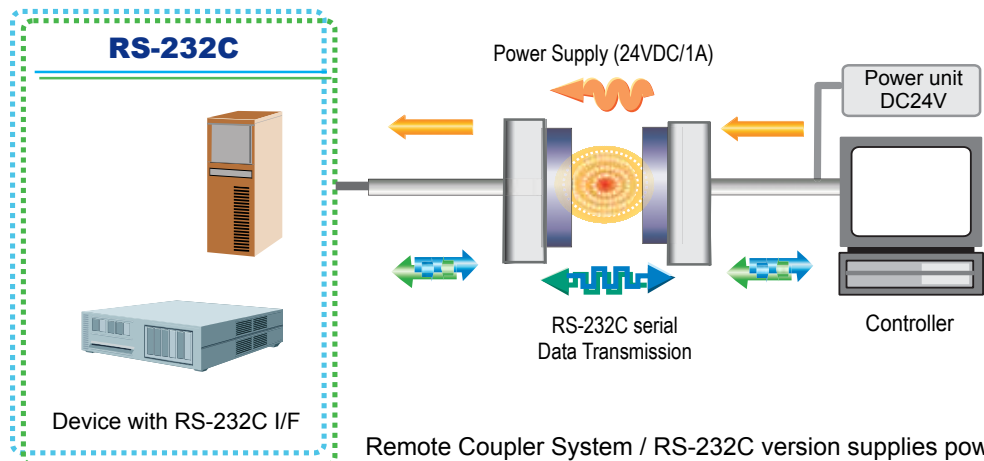 RS-232C
Power Supply (24VDC/1A)
Power unit
DC24V
RS-232C serial
Data Transmission
Controller
Device with RS-232C I/F
Remote Coupler System / RS-232C version supplies pow